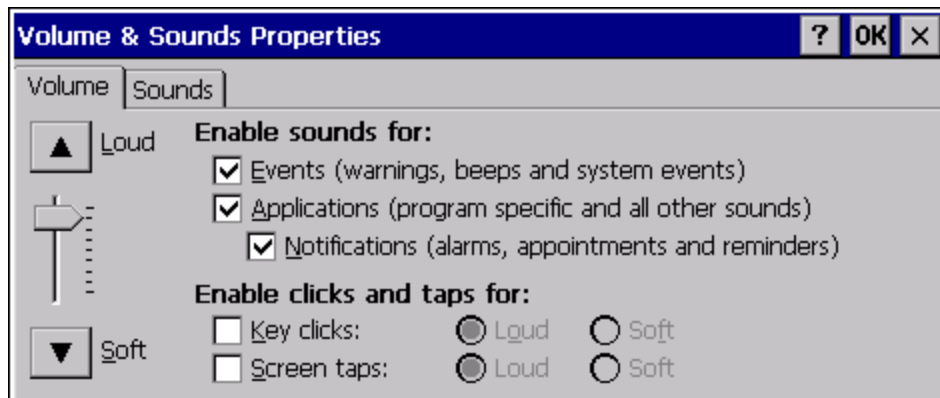 Volume & Sounds Properties ? OK ×
Volume Sounds
Loud
Soft
Enable sounds for:
Events (warnings, beeps and system events)
Applications (program specific and all other sounds)
Notifications (alarms, appointments and reminders)
Enable clicks and taps for:
Key clicks: Loud Soft
Screen taps: Loud Soft